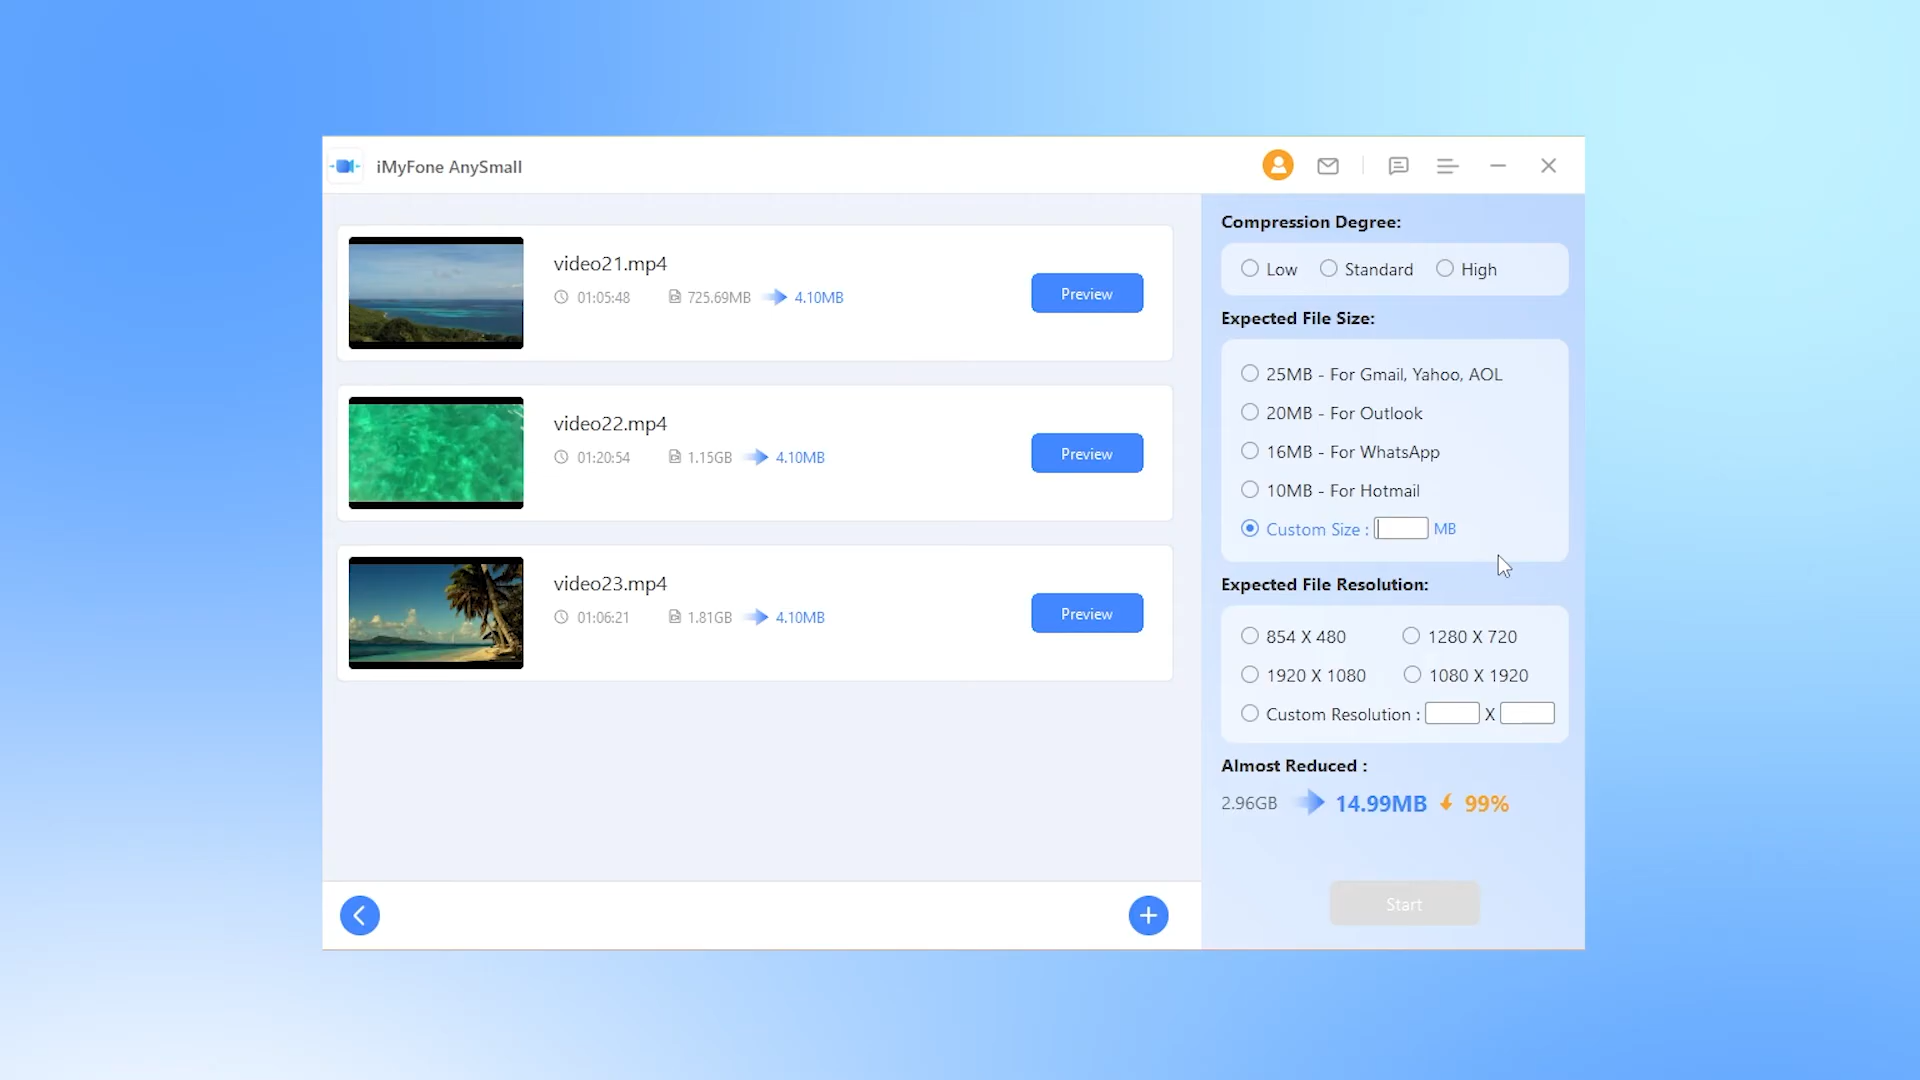 iMyFone AnySmall
video21.mp4
01:05:48 725.69MB 4.10MB
Preview
video22.mp4
01:20:54 1.15GB 4.10MB
Preview
video23.mp4
01:06:21 1.81GB 4.10MB
Preview
Compression Degree:
Low Standard High
Expected File Size:
25MB - For Gmail, Yahoo, AOL
20MB - For Outlook
16MB - For WhatsApp
10MB - For Hotmail
Custom Size : MB
Expected File Resolution:
854 X 480 1280 X 720
1920 X 1080 1080 X 1920
Custom Resolution : X
Almost Reduced :
2.96GB 14.99MB 99%
Start